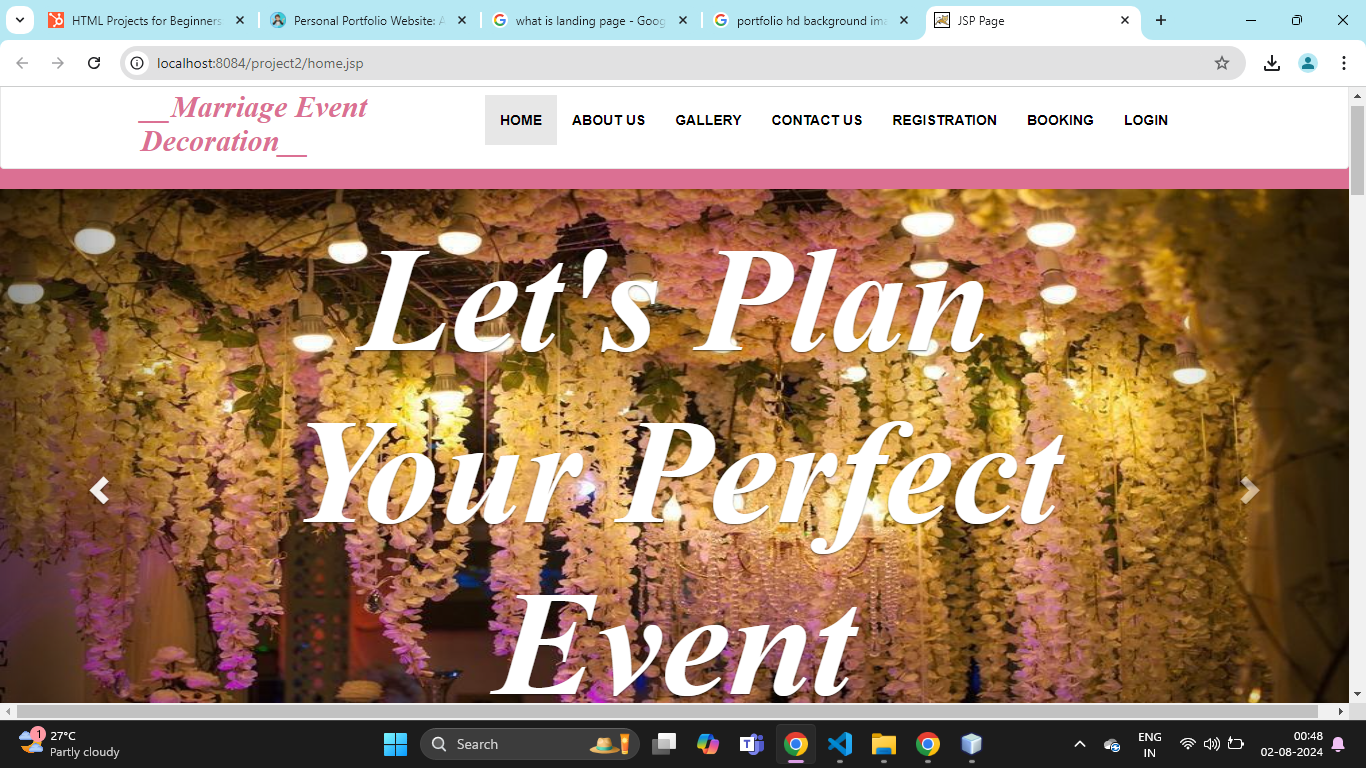 HTML Projects for Beginners
Personal Portfolio Website: A
what is landing page - Goog
portfolio hd background ima
JSP Page
localhost:8084/project2/home.jsp
__Marriage Event
Decoration__
HOME
ABOUT US
GALLERY
CONTACT US
REGISTRATION
BOOKING
LOGIN
Let's Plan
Your Perfect
Event
1
27°C
Partly cloudy
Search
ENG
IN
00:48
02-08-2024